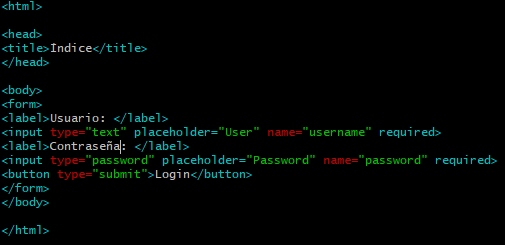 <html>
<head>
<title>Índice</title>
</head>
<body>
<form>
<label>Usuario: </label>
<input type="text" placeholder="User" name="username" required>
<label>Contraseña: </label>
<input type="password" placeholder="Password" name="password" required>
<button type="submit">Login</button>
</form>
</body>
</html>